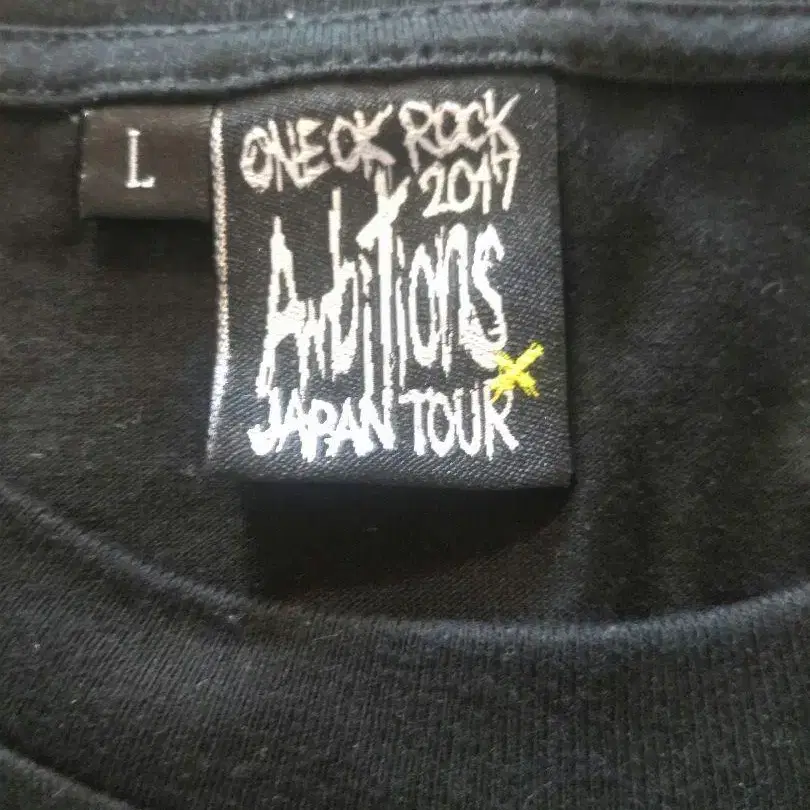 L
ONE OK ROCK
2017
Ambitions
JAPAN TOUR